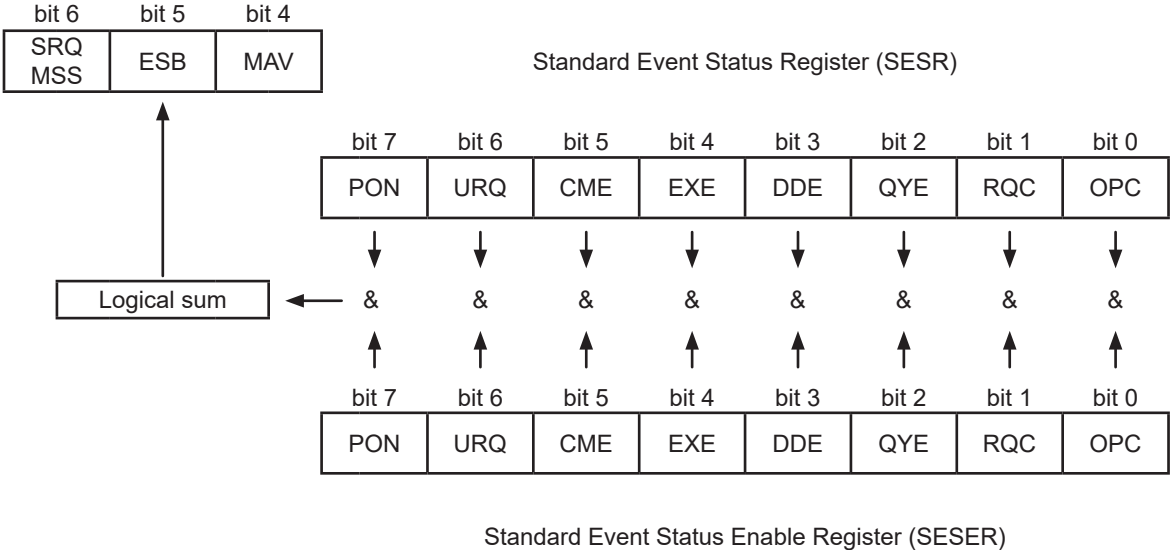 bit 6 bit 5 bit 4
SRQ
MSS ESB MAV
Standard Event Status Register (SESR)
bit 7 bit 6 bit 5 bit 4 bit 3 bit 2 bit 1 bit 0
PON URQ CME EXE DDE QYE RQC OPC
Logical sum & & & & & & & &
bit 7 bit 6 bit 5 bit 4 bit 3 bit 2 bit 1 bit 0
PON URQ CME EXE DDE QYE RQC OPC
Standard Event Status Enable Register (SESER)